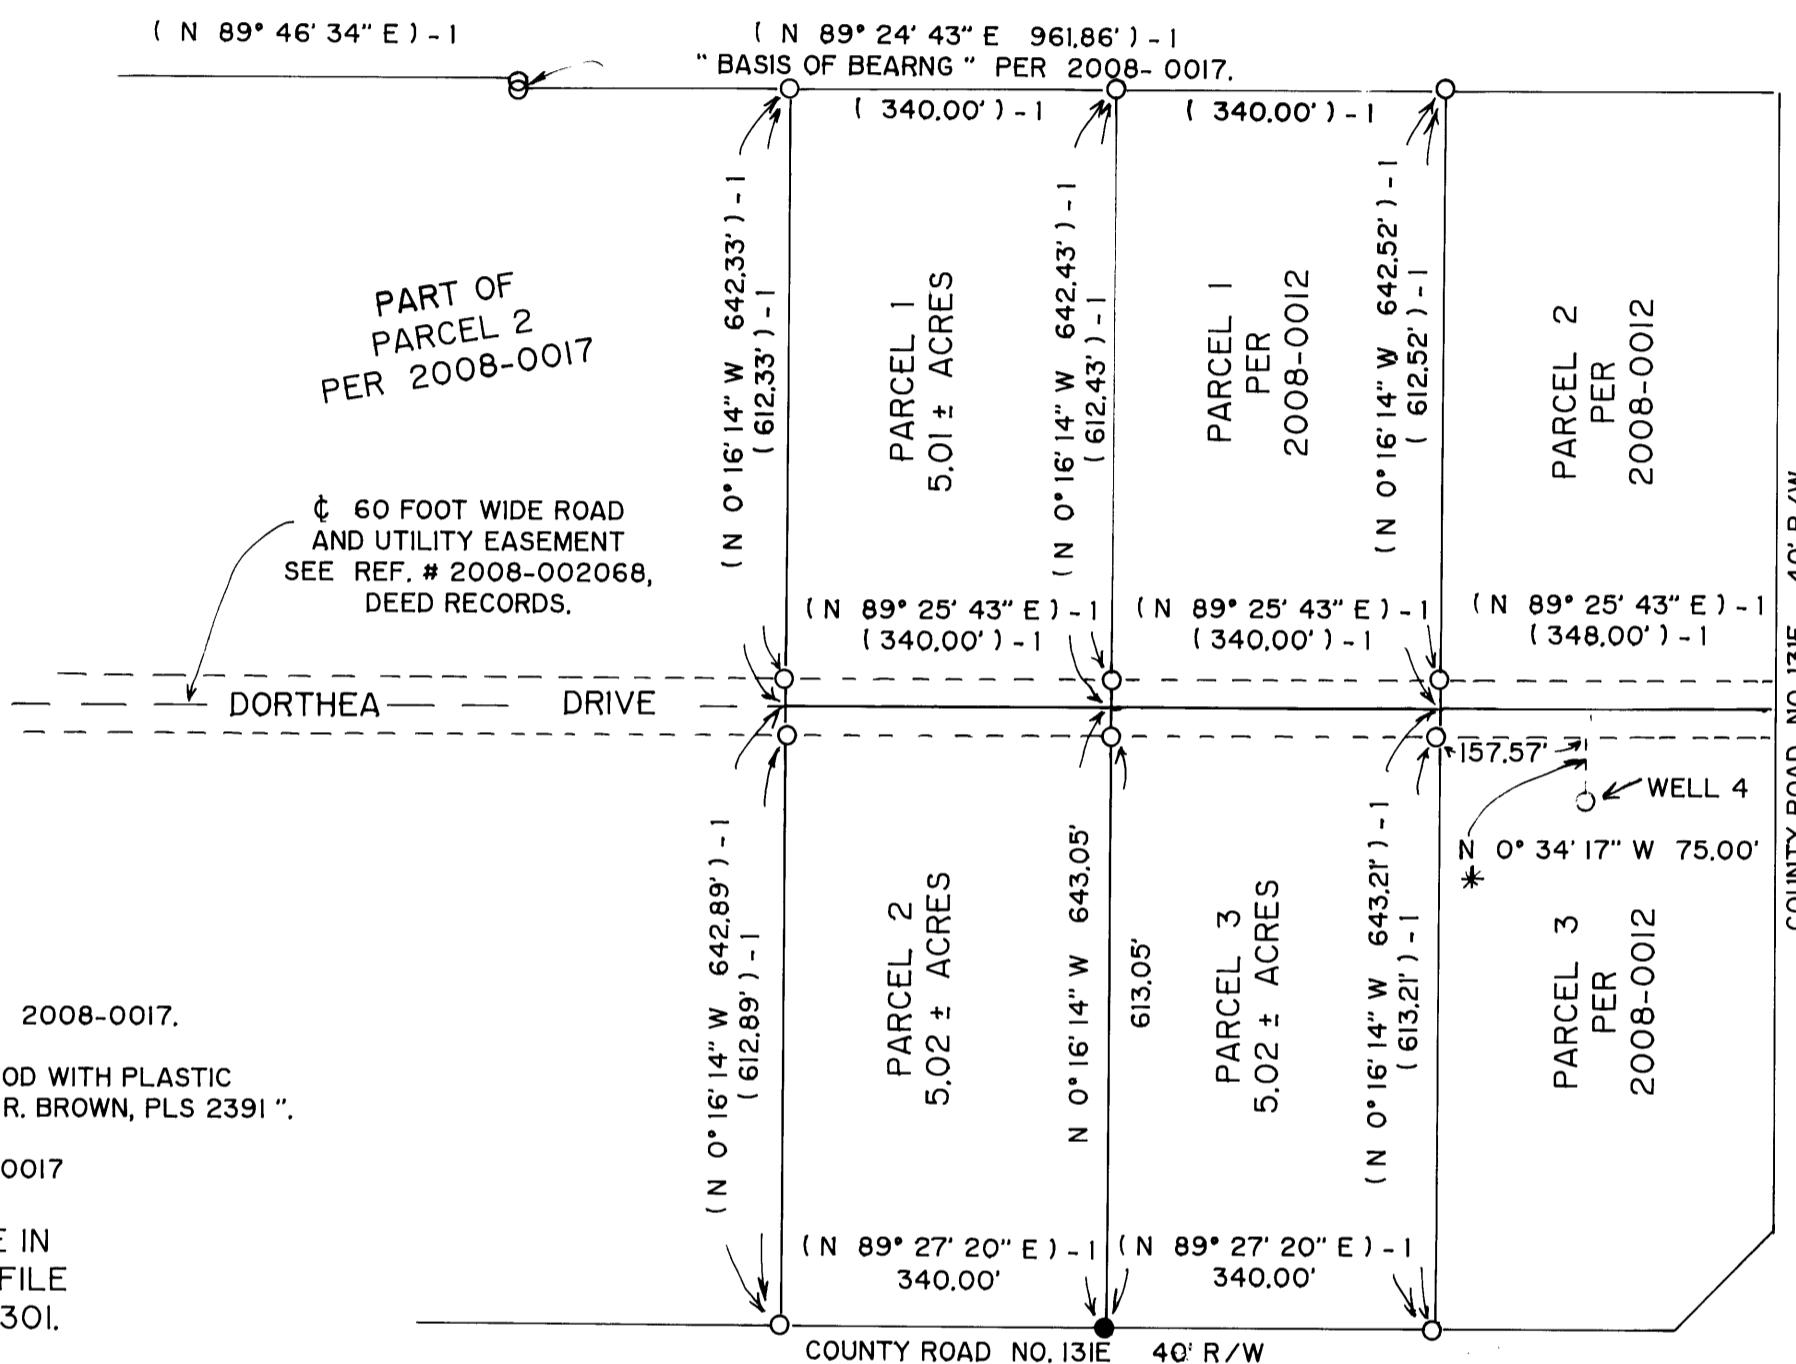 ( N 89° 46' 34" E ) - 1
( N 89° 24' 43" E 961.86' ) - 1
" BASIS OF BEARNG " PER 2008- 0017.
( 340.00' ) - 1
( 340.00' ) - 1
PART OF
PARCEL 2
PER 2008-0017
( N 0° 16' 14" W 642.33' ) - 1
( 612.33' ) - 1
PARCEL 1
5.01 ± ACRES
( N 0° 16' 14" W 642.43' ) - 1
( 612.43' ) - 1
PARCEL 1
PER
2008-0012
( N 0° 16' 14" W 642.52' ) - 1
( 612.52' ) - 1
PARCEL 2
PER
2008-0012
℄ 60 FOOT WIDE ROAD
AND UTILITY EASEMENT
SEE REF. # 2008-002068,
DEED RECORDS.
( N 89° 25' 43" E ) - 1
( 340.00' ) - 1
( N 89° 25' 43" E ) - 1
( 340.00' ) - 1
( N 89° 25' 43" E ) - 1
( 348.00' ) - 1
COUNTY ROAD NO. 131E 40' R/W
DORTHEA DRIVE
157.57'
WELL 4
N 0° 34' 17" W 75.00'
*
( N 0° 16' 14" W 642.89' ) - 1
( 612.89' ) - 1
PARCEL 2
5.02 ± ACRES
N 0° 16' 14" W 643.05'
613.05'
PARCEL 3
5.02 ± ACRES
( N 0° 16' 14" W 643.21' ) - 1
( 613.21' ) - 1
PARCEL 3
PER
2008-0012
2008-0017.
OD WITH PLASTIC
R. BROWN, PLS 2391 ".
0017
E IN
FILE
301.
( N 89° 27' 20" E ) - 1
340.00'
( N 89° 27' 20" E ) - 1
340.00'
COUNTY ROAD NO. 131E 40' R/W